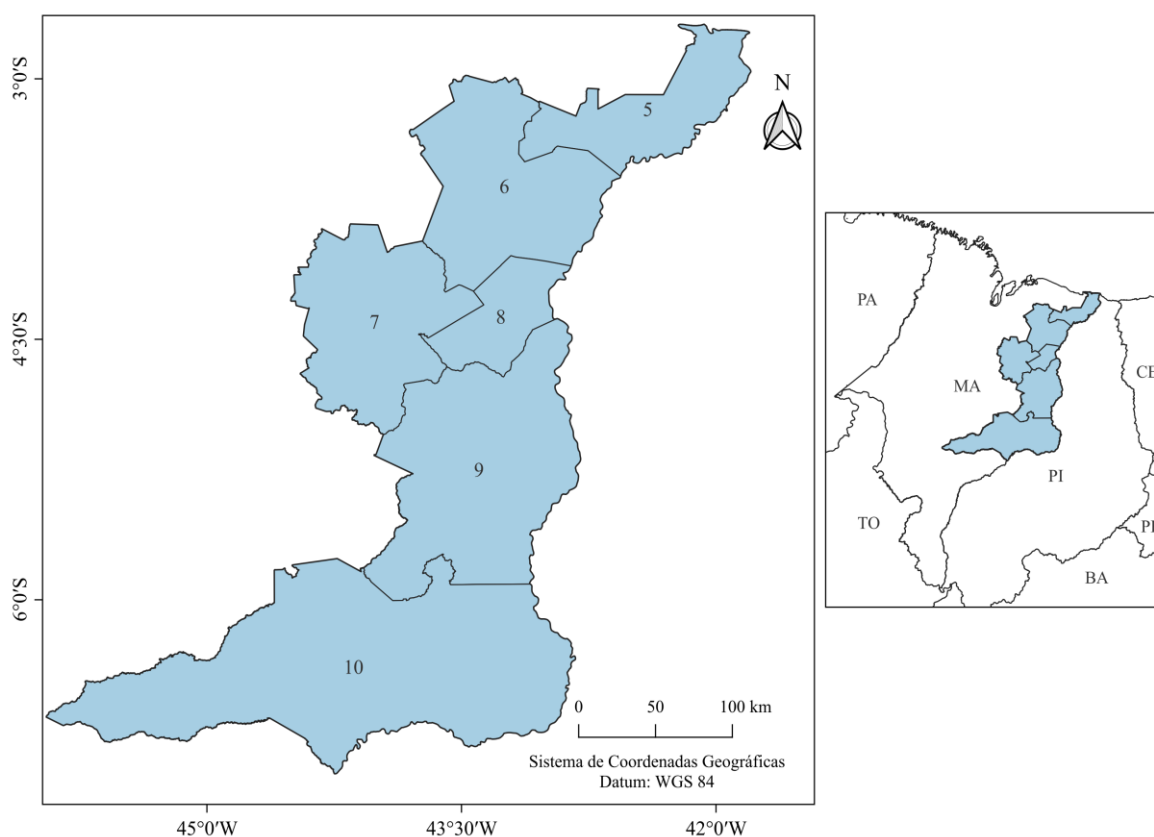 N
3°0'S
5
6
7
8
4°30'S
9
6°0'S
10
0 50 100 km
Sistema de Coordenadas Geográficas
Datum: WGS 84
45°0'W 43°30'W 42°0'W
PA
MA
CE
PI
TO
BA